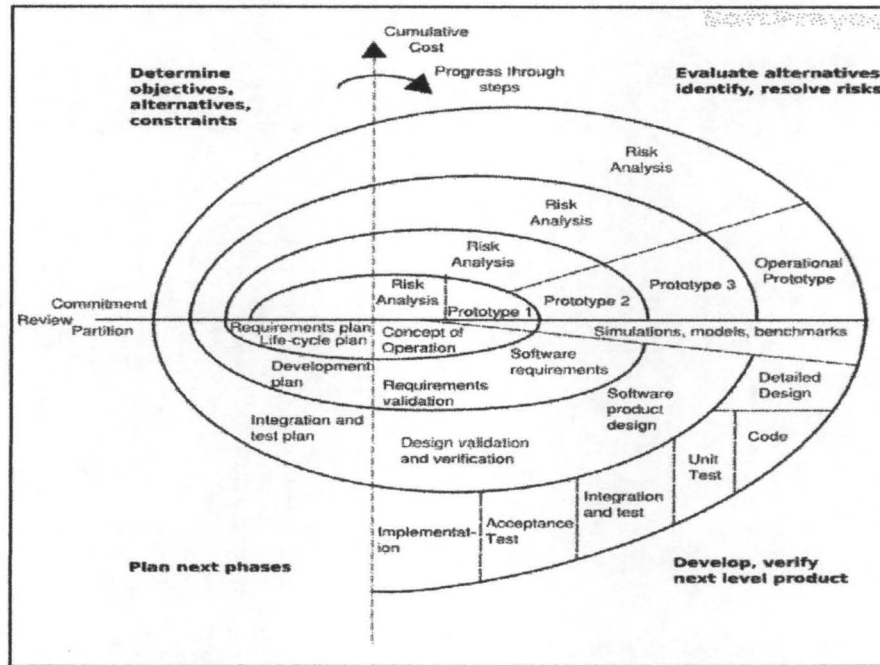 Cumulative
Cost
Progress through
steps
Determine
objectives,
alternatives,
constraints
Evaluate alternatives
identify, resolve risks
Risk
Analysis
Risk
Analysis
Risk
Analysis
Risk
Analysis
Operational
Prototype
Prototype 3
Prototype 2
Prototype 1
Commitment
Review
Partition
Requirements plan
Life-cycle plan
Concept of
Operation
Simulations, models, benchmarks
Development
plan
Requirements
validation
Software
requirements
Integration and
test plan
Design validation
and verification
Software
product
design
Detailed
Design
Code
Unit
Test
Integration
and test
Acceptance
Test
Implementat-
ion
Plan next phases
Develop, verify
next level product